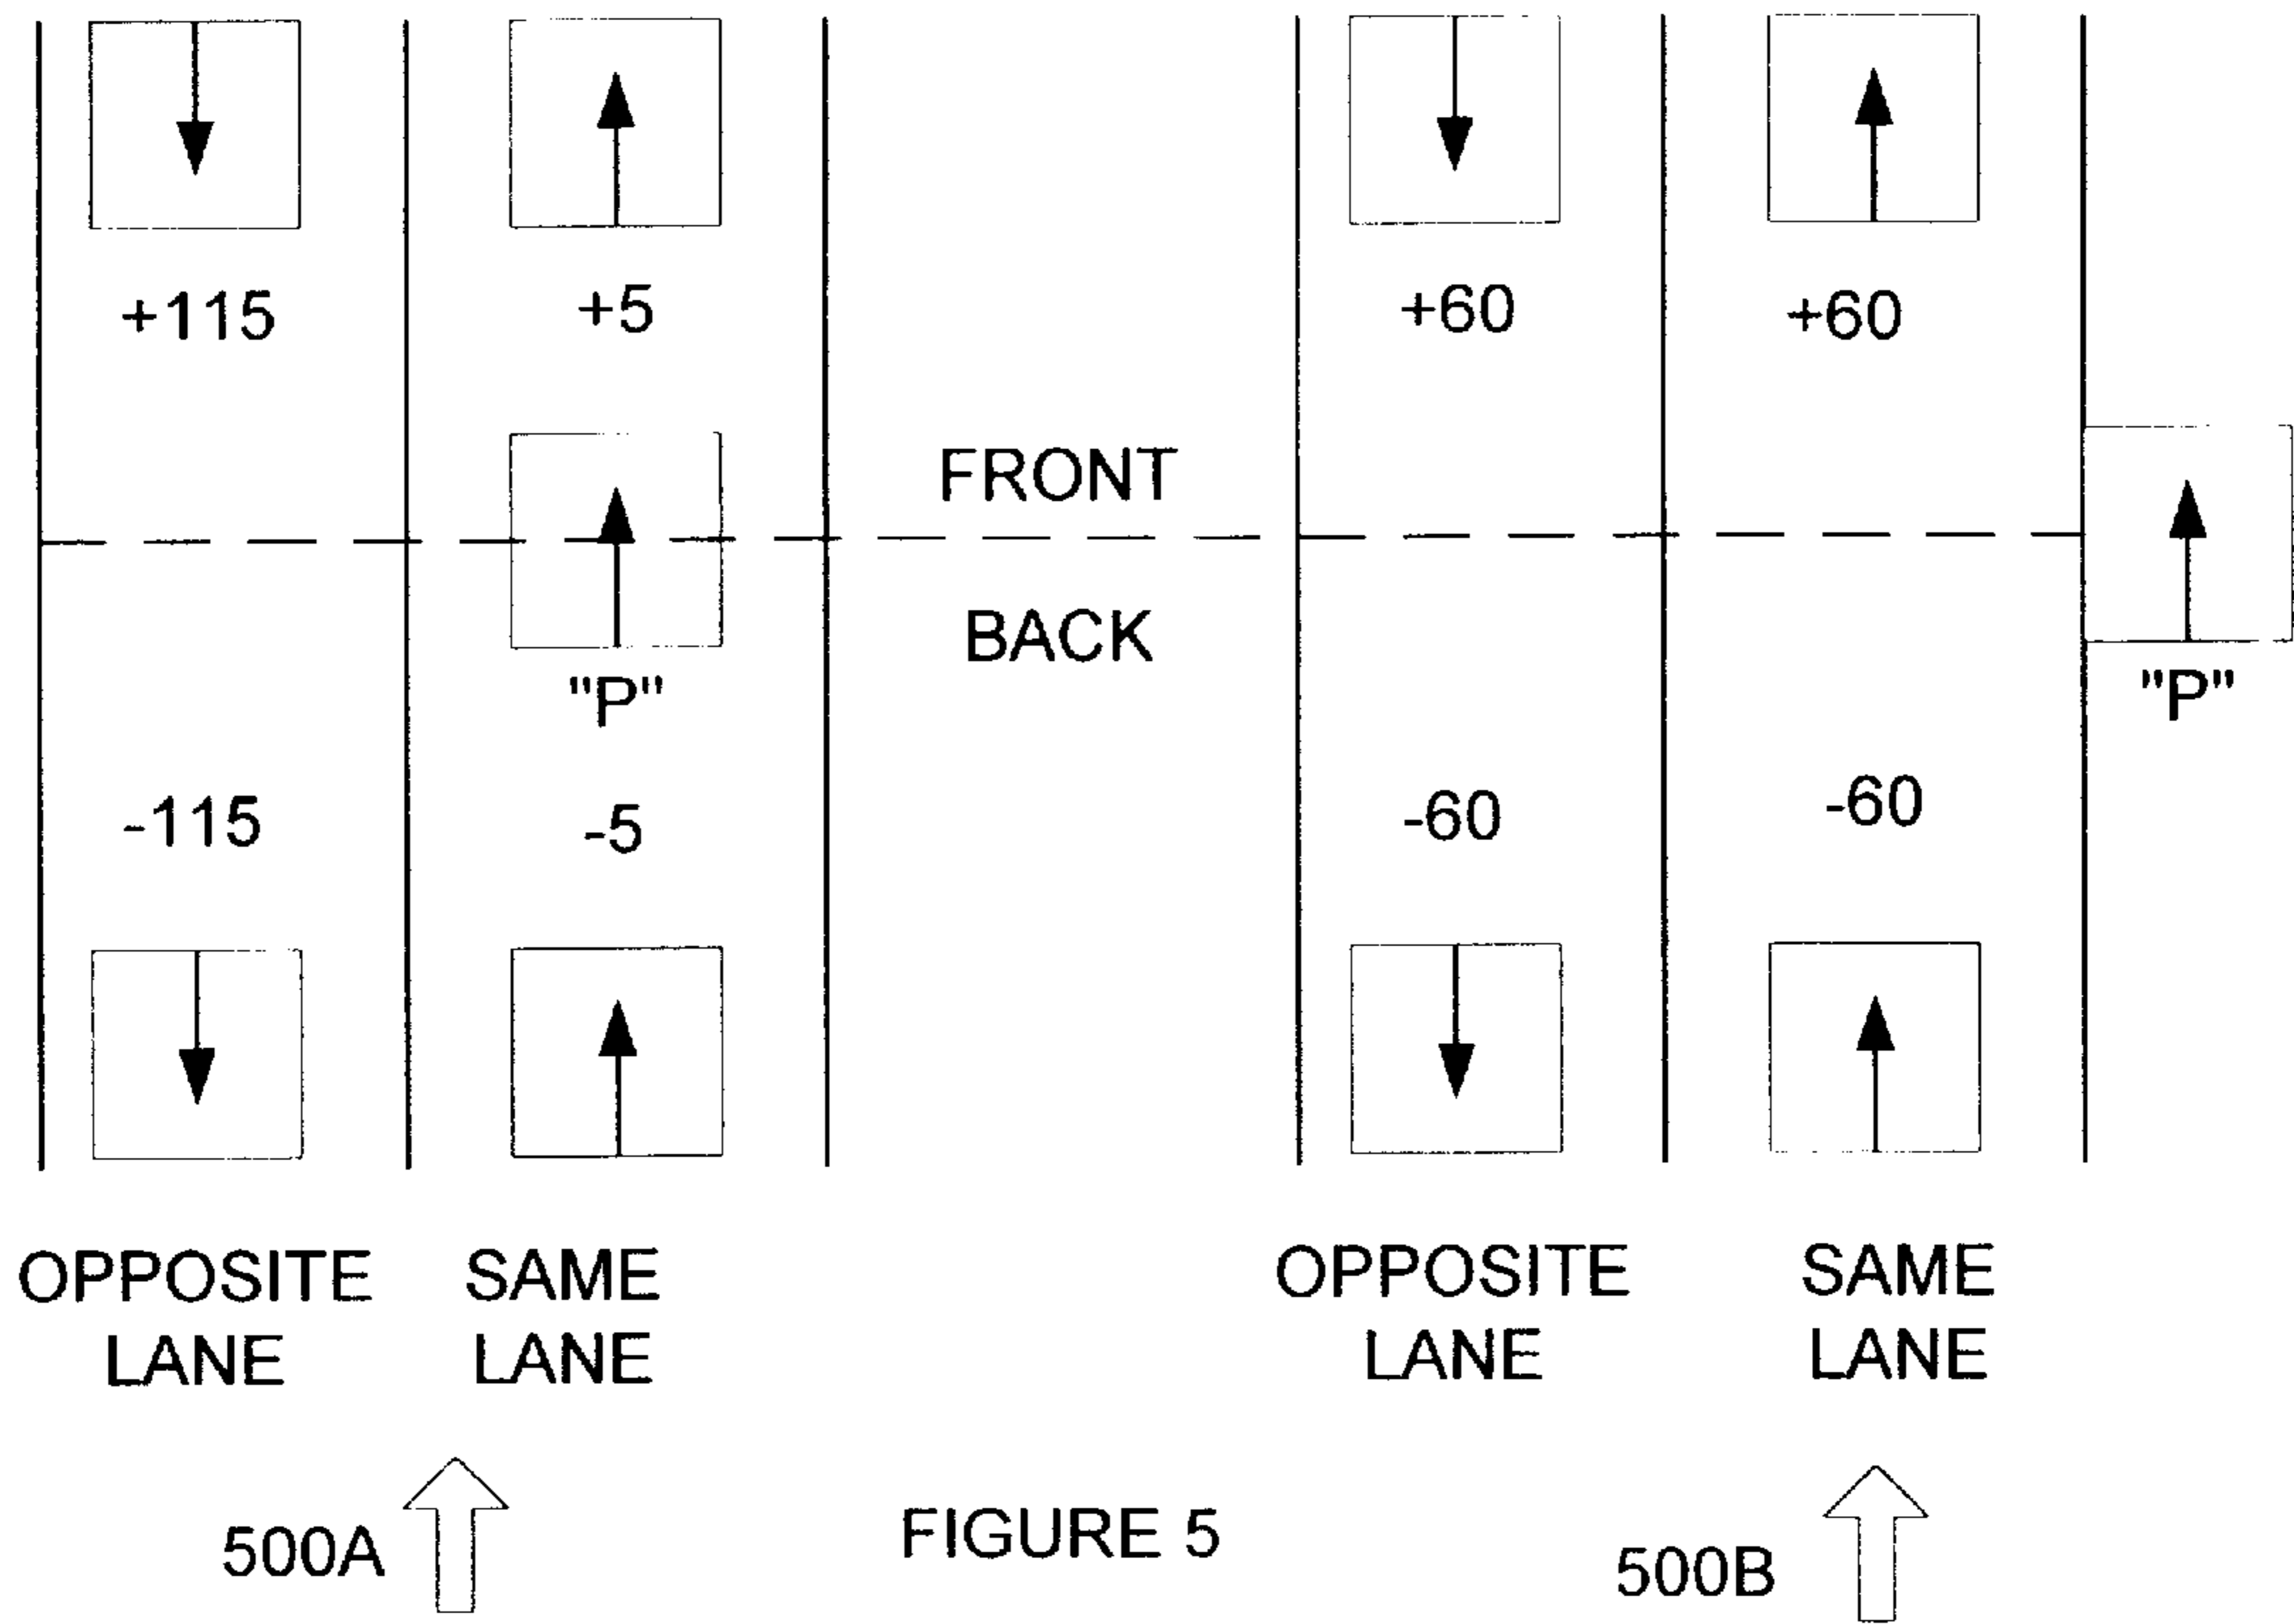 +115 +5 +60 +60
FRONT
BACK
"P" "P"
-115 -5 -60 -60
OPPOSITE SAME OPPOSITE SAME
LANE LANE LANE LANE
500A FIGURE 5 500B